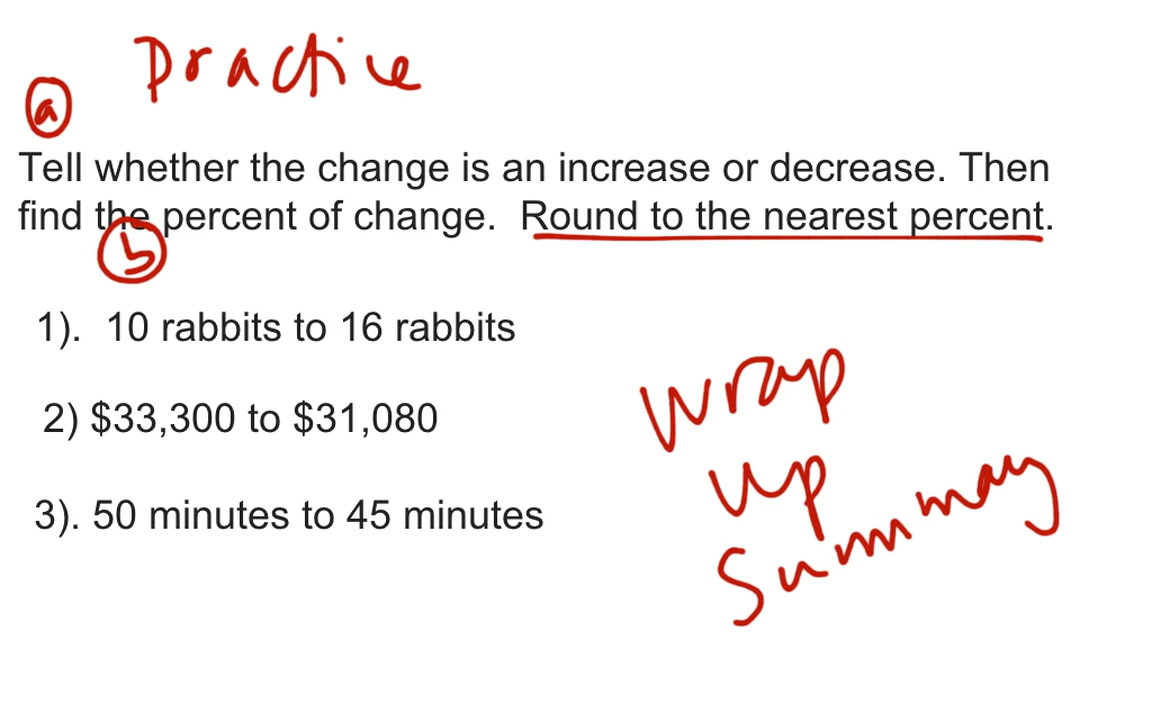 Practice
a
Tell whether the change is an increase or decrease. Then
find the percent of change. Round to the nearest percent.
b
1). 10 rabbits to 16 rabbits
2) $33,300 to $31,080
3). 50 minutes to 45 minutes
Wrap
up
Summay